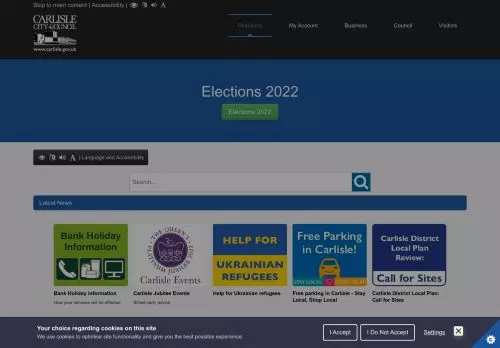 Skip to main content | Accessibility |
CARLISLE
CITY COUNCIL
www.carlisle.gov.uk
Residents
My Account
Business
Council
Visitors
Elections 2022
Elections 2022
| Language and Accessibility
Search...
Latest News
Bank Holiday
Information
THE QUEEN'S
PLATINUM JUBILEE 2022
Carlisle Events
HELP FOR
UKRAINIAN
REFUGEES
Free Parking
in Carlisle!
STAY LOCAL
Carlisle District
Local Plan
Review:
Call for Sites
Bank Holiday information
How your services will be affected
Carlisle Jubilee Events
Street party advice
Help for Ukrainian refugees
Free parking in Carlisle - Stay
Local, Shop Local
Carlisle District Local Plan:
Call for Sites
Your choice regarding cookies on this site
We use cookies to optimise site functionality and give you the best possible experience.
I Accept
I Do Not Accept
Settings